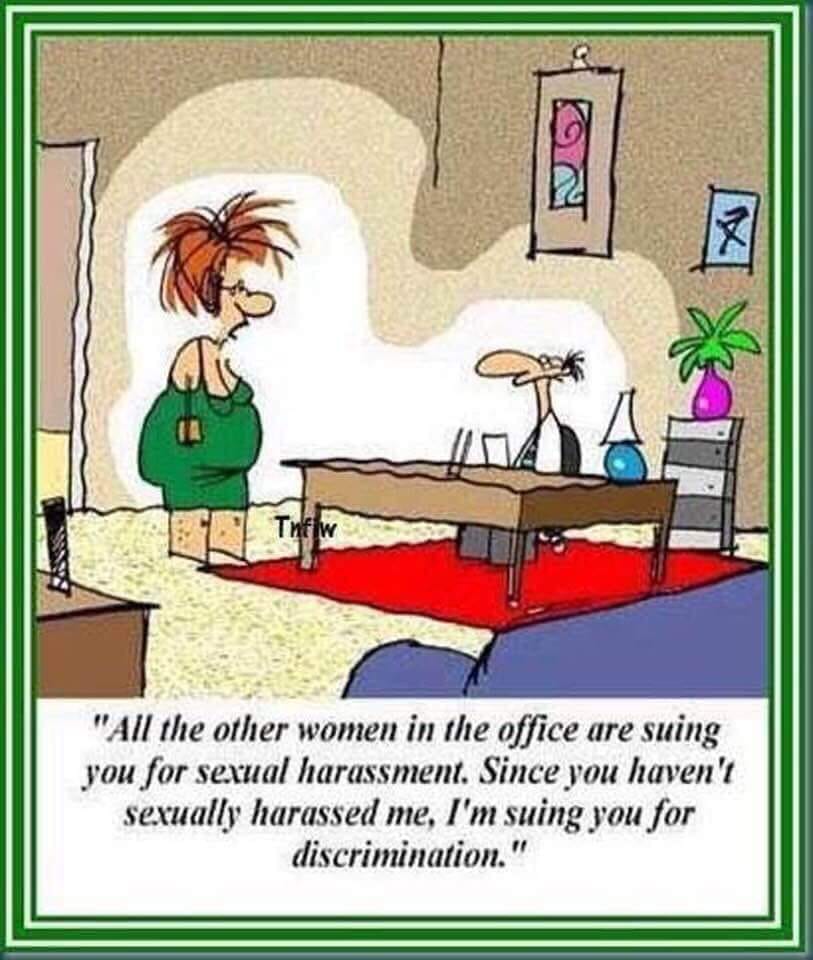 Tnflw
"All the other women in the office are suing
you for sexual harassment. Since you haven't
sexually harassed me, I'm suing you for
discrimination."